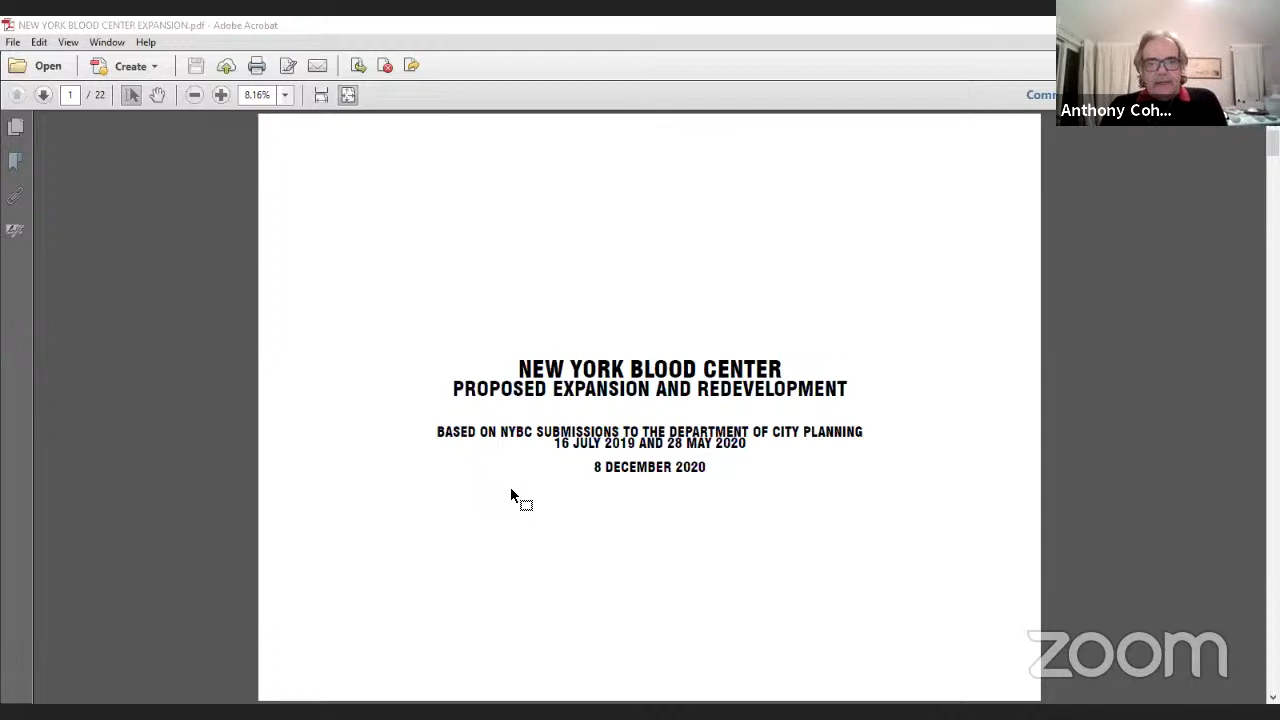 NEW YORK BLOOD CENTER EXPANSION.pdf - Adobe Acrobat
File Edit View Window Help
Open Create
1 / 22 8.16% Comm
Anthony Coh...
NEW YORK BLOOD CENTER
PROPOSED EXPANSION AND REDEVELOPMENT
BASED ON NYBC SUBMISSIONS TO THE DEPARTMENT OF CITY PLANNING
16 JULY 2019 AND 28 MAY 2020
8 DECEMBER 2020
zoom